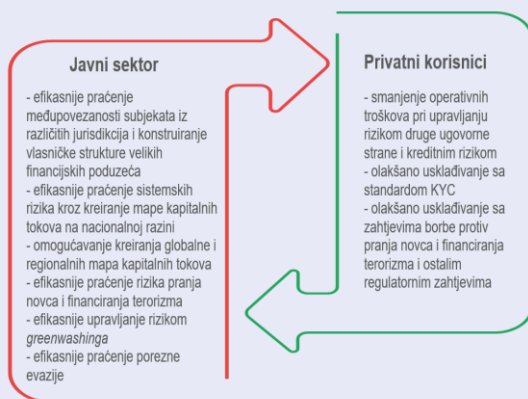 Javni sektor
- efikasnije praćenje
međupovezanosti subjekata iz
različitih jurisdikcija i konstruiranje
vlasničke strukture velikih
financijskih poduzeća
- efikasnije praćenje sistemskih
rizika kroz kreiranje mape kapitalnih
tokova na nacionalnoj razini
- omogućavanje kreiranja globalne i
regionalnih mapa kapitalnih tokova
- efikasnije praćenje rizika pranja
novca i financiranja terorizma
- efikasnije upravljanje rizikom
greenwashinga
- efikasnije praćenje porezne
evazije
Privatni korisnici
- smanjenje operativnih
troškova pri upravljanju
rizikom druge ugovorne
strane i kreditnim rizikom
- olakšano usklađivanje sa
standardom KYC
- olakšano usklađivanje sa
zahtjevima borbe protiv
pranja novca i financiranja
terorizma i ostalim
regulatornim zahtjevima